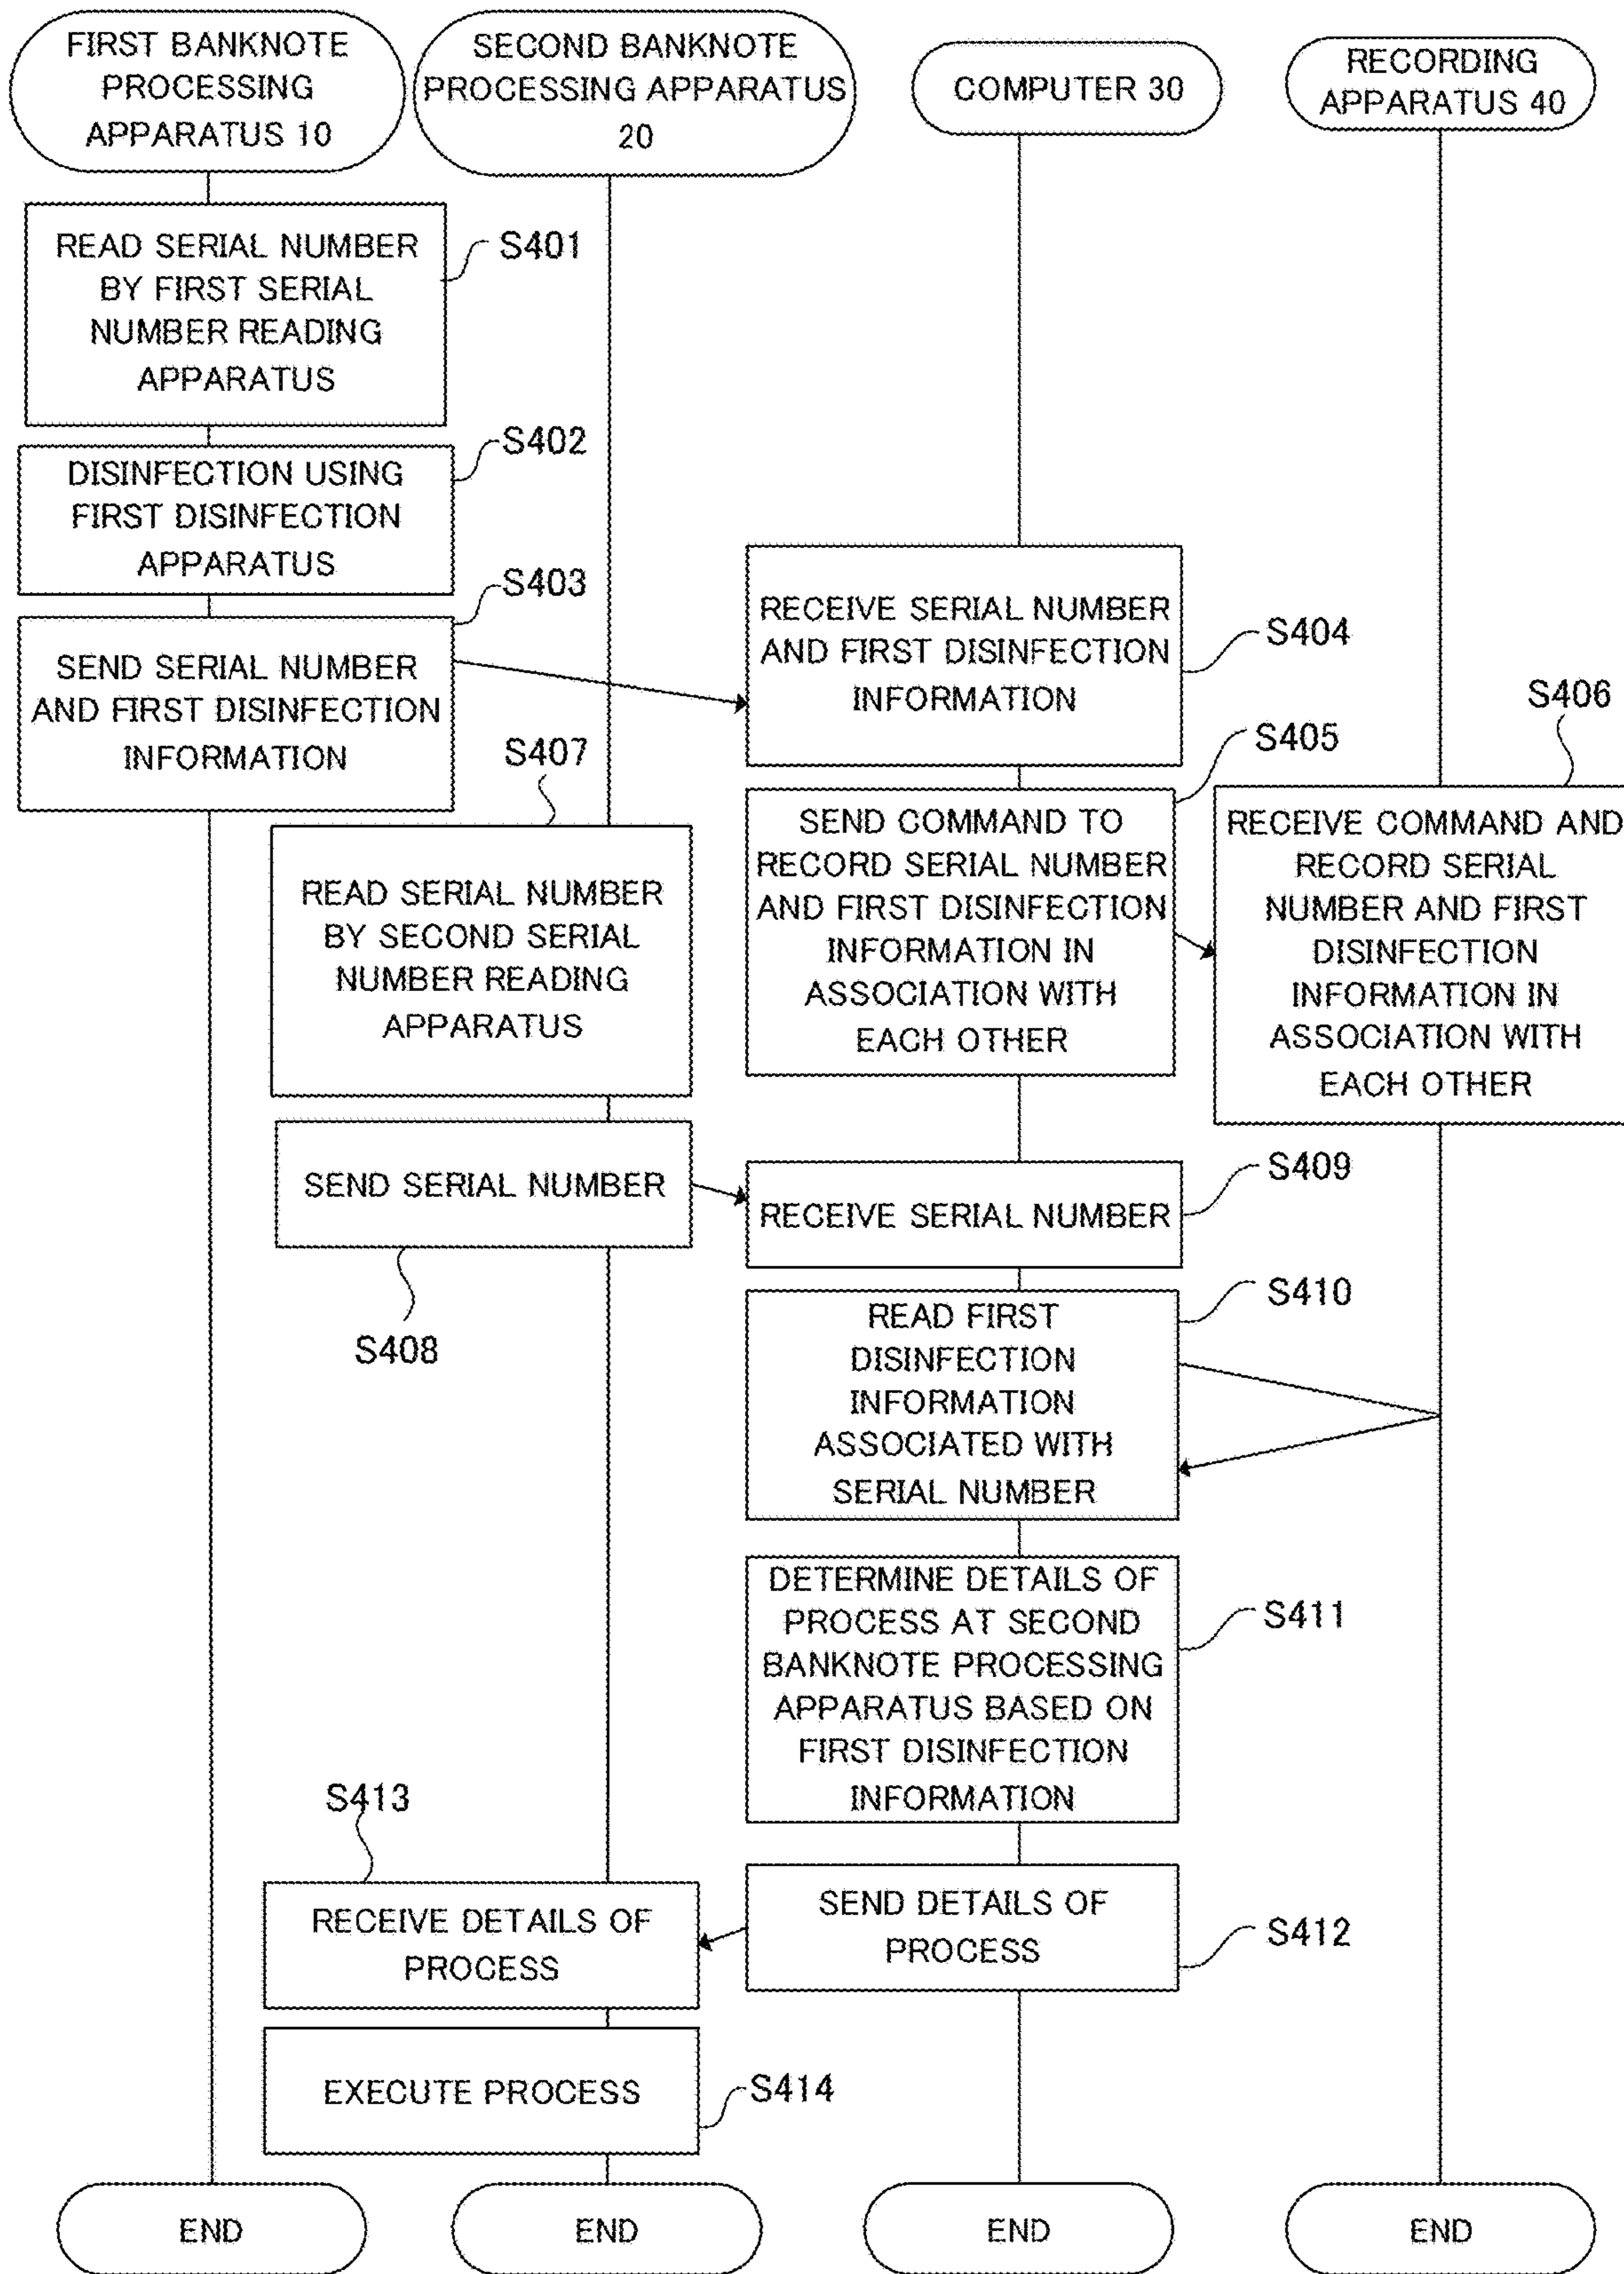 FIRST BANKNOTE
PROCESSING
APPARATUS 10
SECOND BANKNOTE
PROCESSING APPARATUS
20
COMPUTER 30
RECORDING
APPARATUS 40
READ SERIAL NUMBER
BY FIRST SERIAL
NUMBER READING
APPARATUS
S401
DISINFECTION USING
FIRST DISINFECTION
APPARATUS
S402
SEND SERIAL NUMBER
AND FIRST DISINFECTION
INFORMATION
S403
RECEIVE SERIAL NUMBER
AND FIRST DISINFECTION
INFORMATION
S404
SEND COMMAND TO
RECORD SERIAL NUMBER
AND FIRST DISINFECTION
INFORMATION IN
ASSOCIATION WITH
EACH OTHER
S405
S406
RECEIVE COMMAND AND
RECORD SERIAL
NUMBER AND FIRST
DISINFECTION
INFORMATION IN
ASSOCIATION WITH
EACH OTHER
S407
READ SERIAL NUMBER
BY SECOND SERIAL
NUMBER READING
APPARATUS
SEND SERIAL NUMBER
S408
RECEIVE SERIAL NUMBER
S409
READ FIRST
DISINFECTION
INFORMATION
ASSOCIATED WITH
SERIAL NUMBER
S410
DETERMINE DETAILS OF
PROCESS AT SECOND
BANKNOTE PROCESSING
APPARATUS BASED ON
FIRST DISINFECTION
INFORMATION
S411
SEND DETAILS OF
PROCESS
S412
S413
RECEIVE DETAILS OF
PROCESS
EXECUTE PROCESS
S414
END
END
END
END